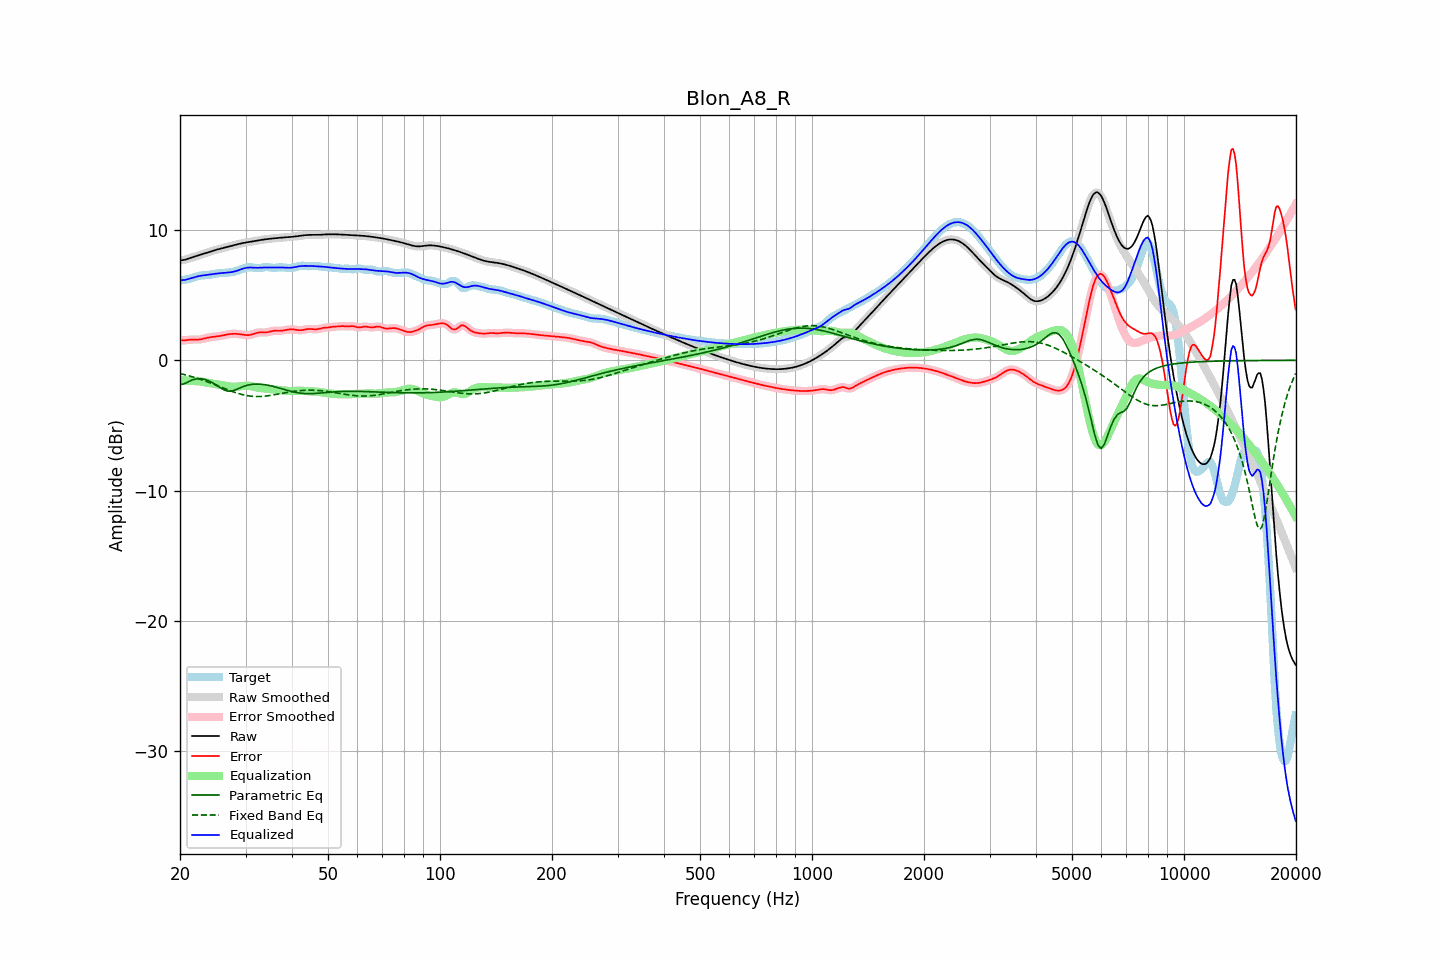 Blon_A8_R
Amplitude (dBr)
10
0
−10
−20
−30
Target
Raw Smoothed
Error Smoothed
Raw
Error
Equalization
Parametric Eq
Fixed Band Eq
Equalized
20 50 100 200 500 1000 2000 5000 10000 20000
Frequency (Hz)